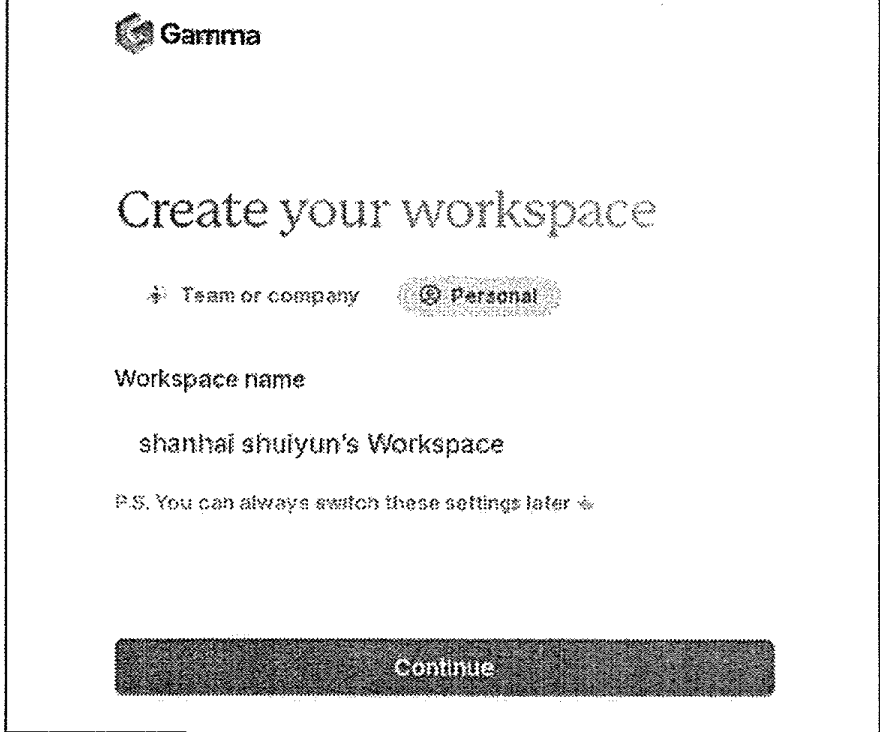 Gamma
Create your workspace
Team or company Personal
Workspace name
shanhai shuiyun's Workspace
P.S. You can always switch these settings later
Continue